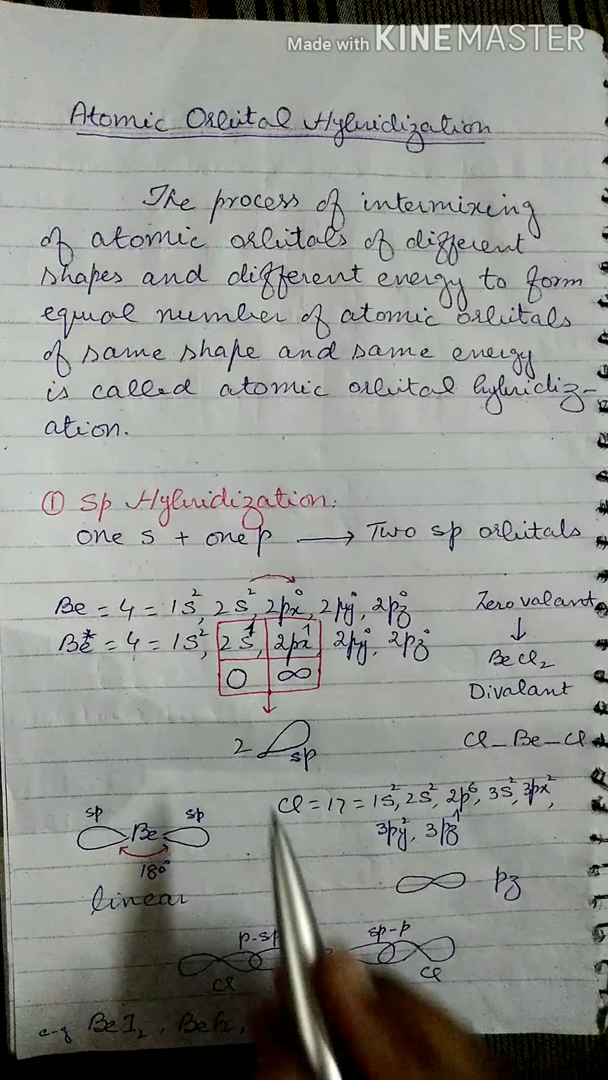 Made with KINEMASTER
Atomic Orbital Hybridization
The process of intermixing
of atomic orbitals of different
shapes and different energy to form
equal number of atomic orbitals
of same shape and same energy
is called atomic orbital hybridiz-
ation.
① Sp Hybridization:
one s + one p ⟶ Two sp orbitals
Be = 4 = 1s², 2s², 2px⁰, 2py⁰, 2pz⁰ Zero valant
Be* = 4 = 1s², 2s¹, 2px¹, 2py⁰, 2pz⁰ ↓
BeCl₂
Divalant
2 sp
Cl – Be – Cl
Cl = 17 = 1s², 2s², 2p⁶, 3s², 3px²,
3py², 3pz¹
sp Be sp
180°
linear
pz
p-sp sp-p
Cl Cl
e.g BeI₂,